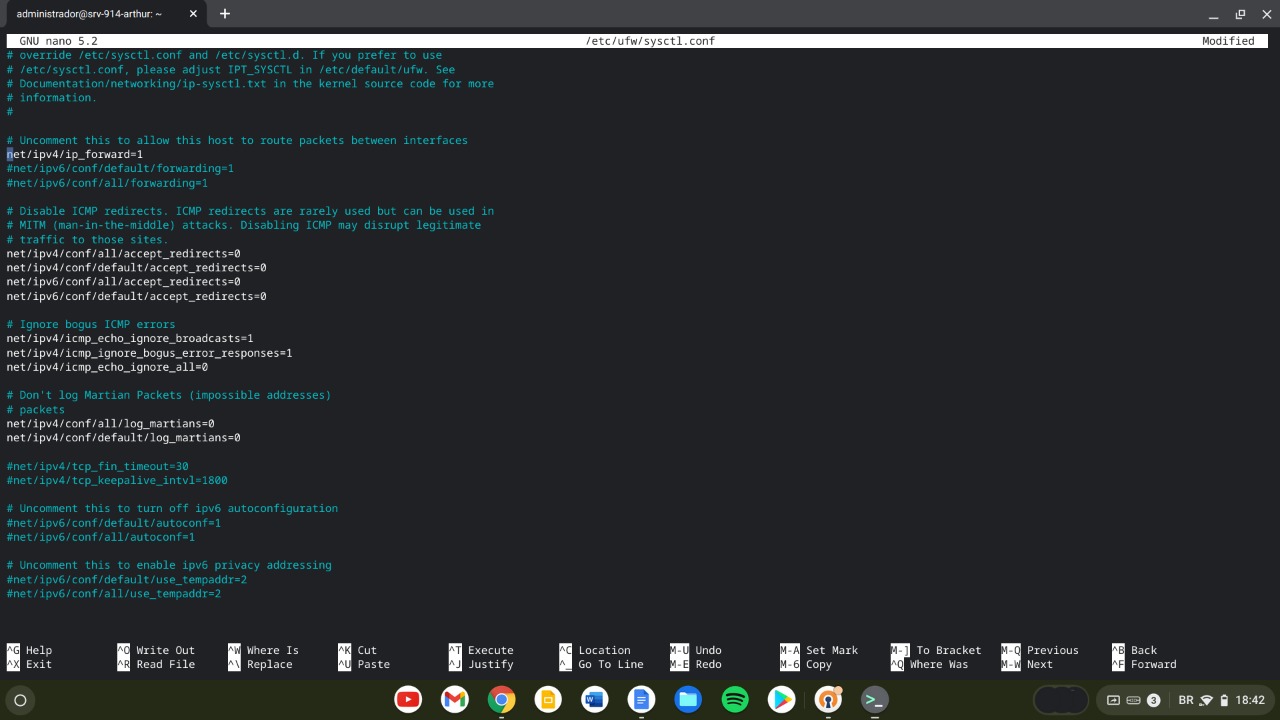 administrador@srv-914-arthur: ~
GNU nano 5.2 /etc/ufw/sysctl.conf Modified
# override /etc/sysctl.conf and /etc/sysctl.d. If you prefer to use
# /etc/sysctl.conf, please adjust IPT_SYSCTL in /etc/default/ufw. See
# Documentation/networking/ip-sysctl.txt in the kernel source code for more
# information.
#
# Uncomment this to allow this host to route packets between interfaces
net/ipv4/ip_forward=1
#net/ipv6/conf/default/forwarding=1
#net/ipv6/conf/all/forwarding=1
# Disable ICMP redirects. ICMP redirects are rarely used but can be used in
# MITM (man-in-the-middle) attacks. Disabling ICMP may disrupt legitimate
# traffic to those sites.
net/ipv4/conf/all/accept_redirects=0
net/ipv4/conf/default/accept_redirects=0
net/ipv6/conf/all/accept_redirects=0
net/ipv6/conf/default/accept_redirects=0
# Ignore bogus ICMP errors
net/ipv4/icmp_echo_ignore_broadcasts=1
net/ipv4/icmp_ignore_bogus_error_responses=1
net/ipv4/icmp_echo_ignore_all=0
# Don't log Martian Packets (impossible addresses)
# packets
net/ipv4/conf/all/log_martians=0
net/ipv4/conf/default/log_martians=0
#net/ipv4/tcp_fin_timeout=30
#net/ipv4/tcp_keepalive_intvl=1800
# Uncomment this to turn off ipv6 autoconfiguration
#net/ipv6/conf/default/autoconf=1
#net/ipv6/conf/all/autoconf=1
# Uncomment this to enable ipv6 privacy addressing
#net/ipv6/conf/default/use_tempaddr=2
#net/ipv6/conf/all/use_tempaddr=2
^G Help ^O Write Out ^W Where Is ^K Cut ^T Execute ^C Location M-U Undo M-A Set Mark M-] To Bracket M-Q Previous ^B Back
^X Exit ^R Read File ^\ Replace ^U Paste ^J Justify ^_ Go To Line M-E Redo M-6 Copy ^Q Where Was M-W Next ^F Forward
3 BR 18:42